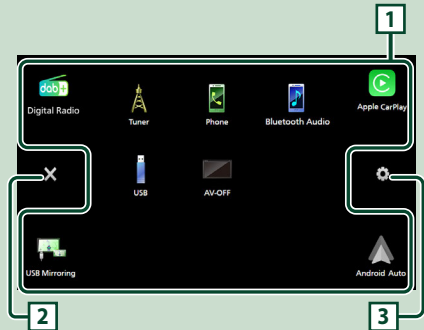 1
dab+
Digital Radio
Tuner
Phone
Bluetooth Audio
Apple CarPlay
USB
AV-OFF
USB Mirroring
Android Auto
2
3